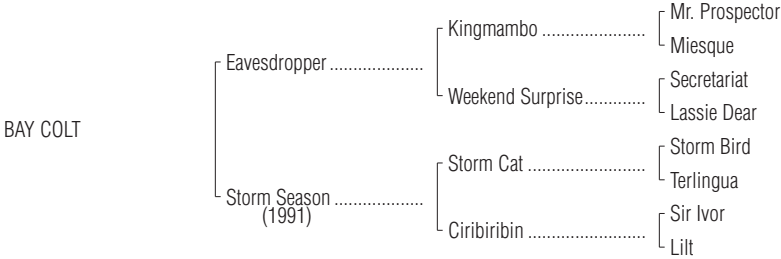 Mr. Prospector
Kingmambo ......................
Miesque
Eavesdropper ....................
Secretariat
Weekend Surprise.............
Lassie Dear
BAY COLT
Storm Bird
Storm Cat .........................
Terlingua
Storm Season ...................
(1991)
Sir Ivor
Ciribiribin .........................
Lilt